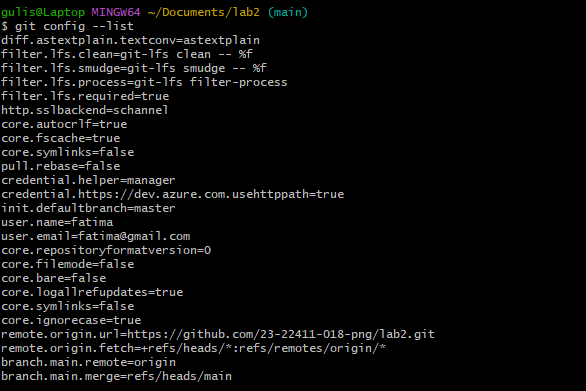 gulis@Laptop MINGW64 ~/Documents/lab2 (main)
$ git config --list
diff.astextplain.textconv=astextplain
filter.lfs.clean=git-lfs clean -- %f
filter.lfs.smudge=git-lfs smudge -- %f
filter.lfs.process=git-lfs filter-process
filter.lfs.required=true
http.sslbackend=schannel
core.autocrlf=true
core.fscache=true
core.symlinks=false
pull.rebase=false
credential.helper=manager
credential.https://dev.azure.com.usehttppath=true
init.defaultbranch=master
user.name=fatima
user.email=fatima@gmail.com
core.repositoryformatversion=0
core.filemode=false
core.bare=false
core.logallrefupdates=true
core.symlinks=false
core.ignorecase=true
remote.origin.url=https://github.com/23-22411-018-png/lab2.git
remote.origin.fetch=+refs/heads/*:refs/remotes/origin/*
branch.main.remote=origin
branch.main.merge=refs/heads/main